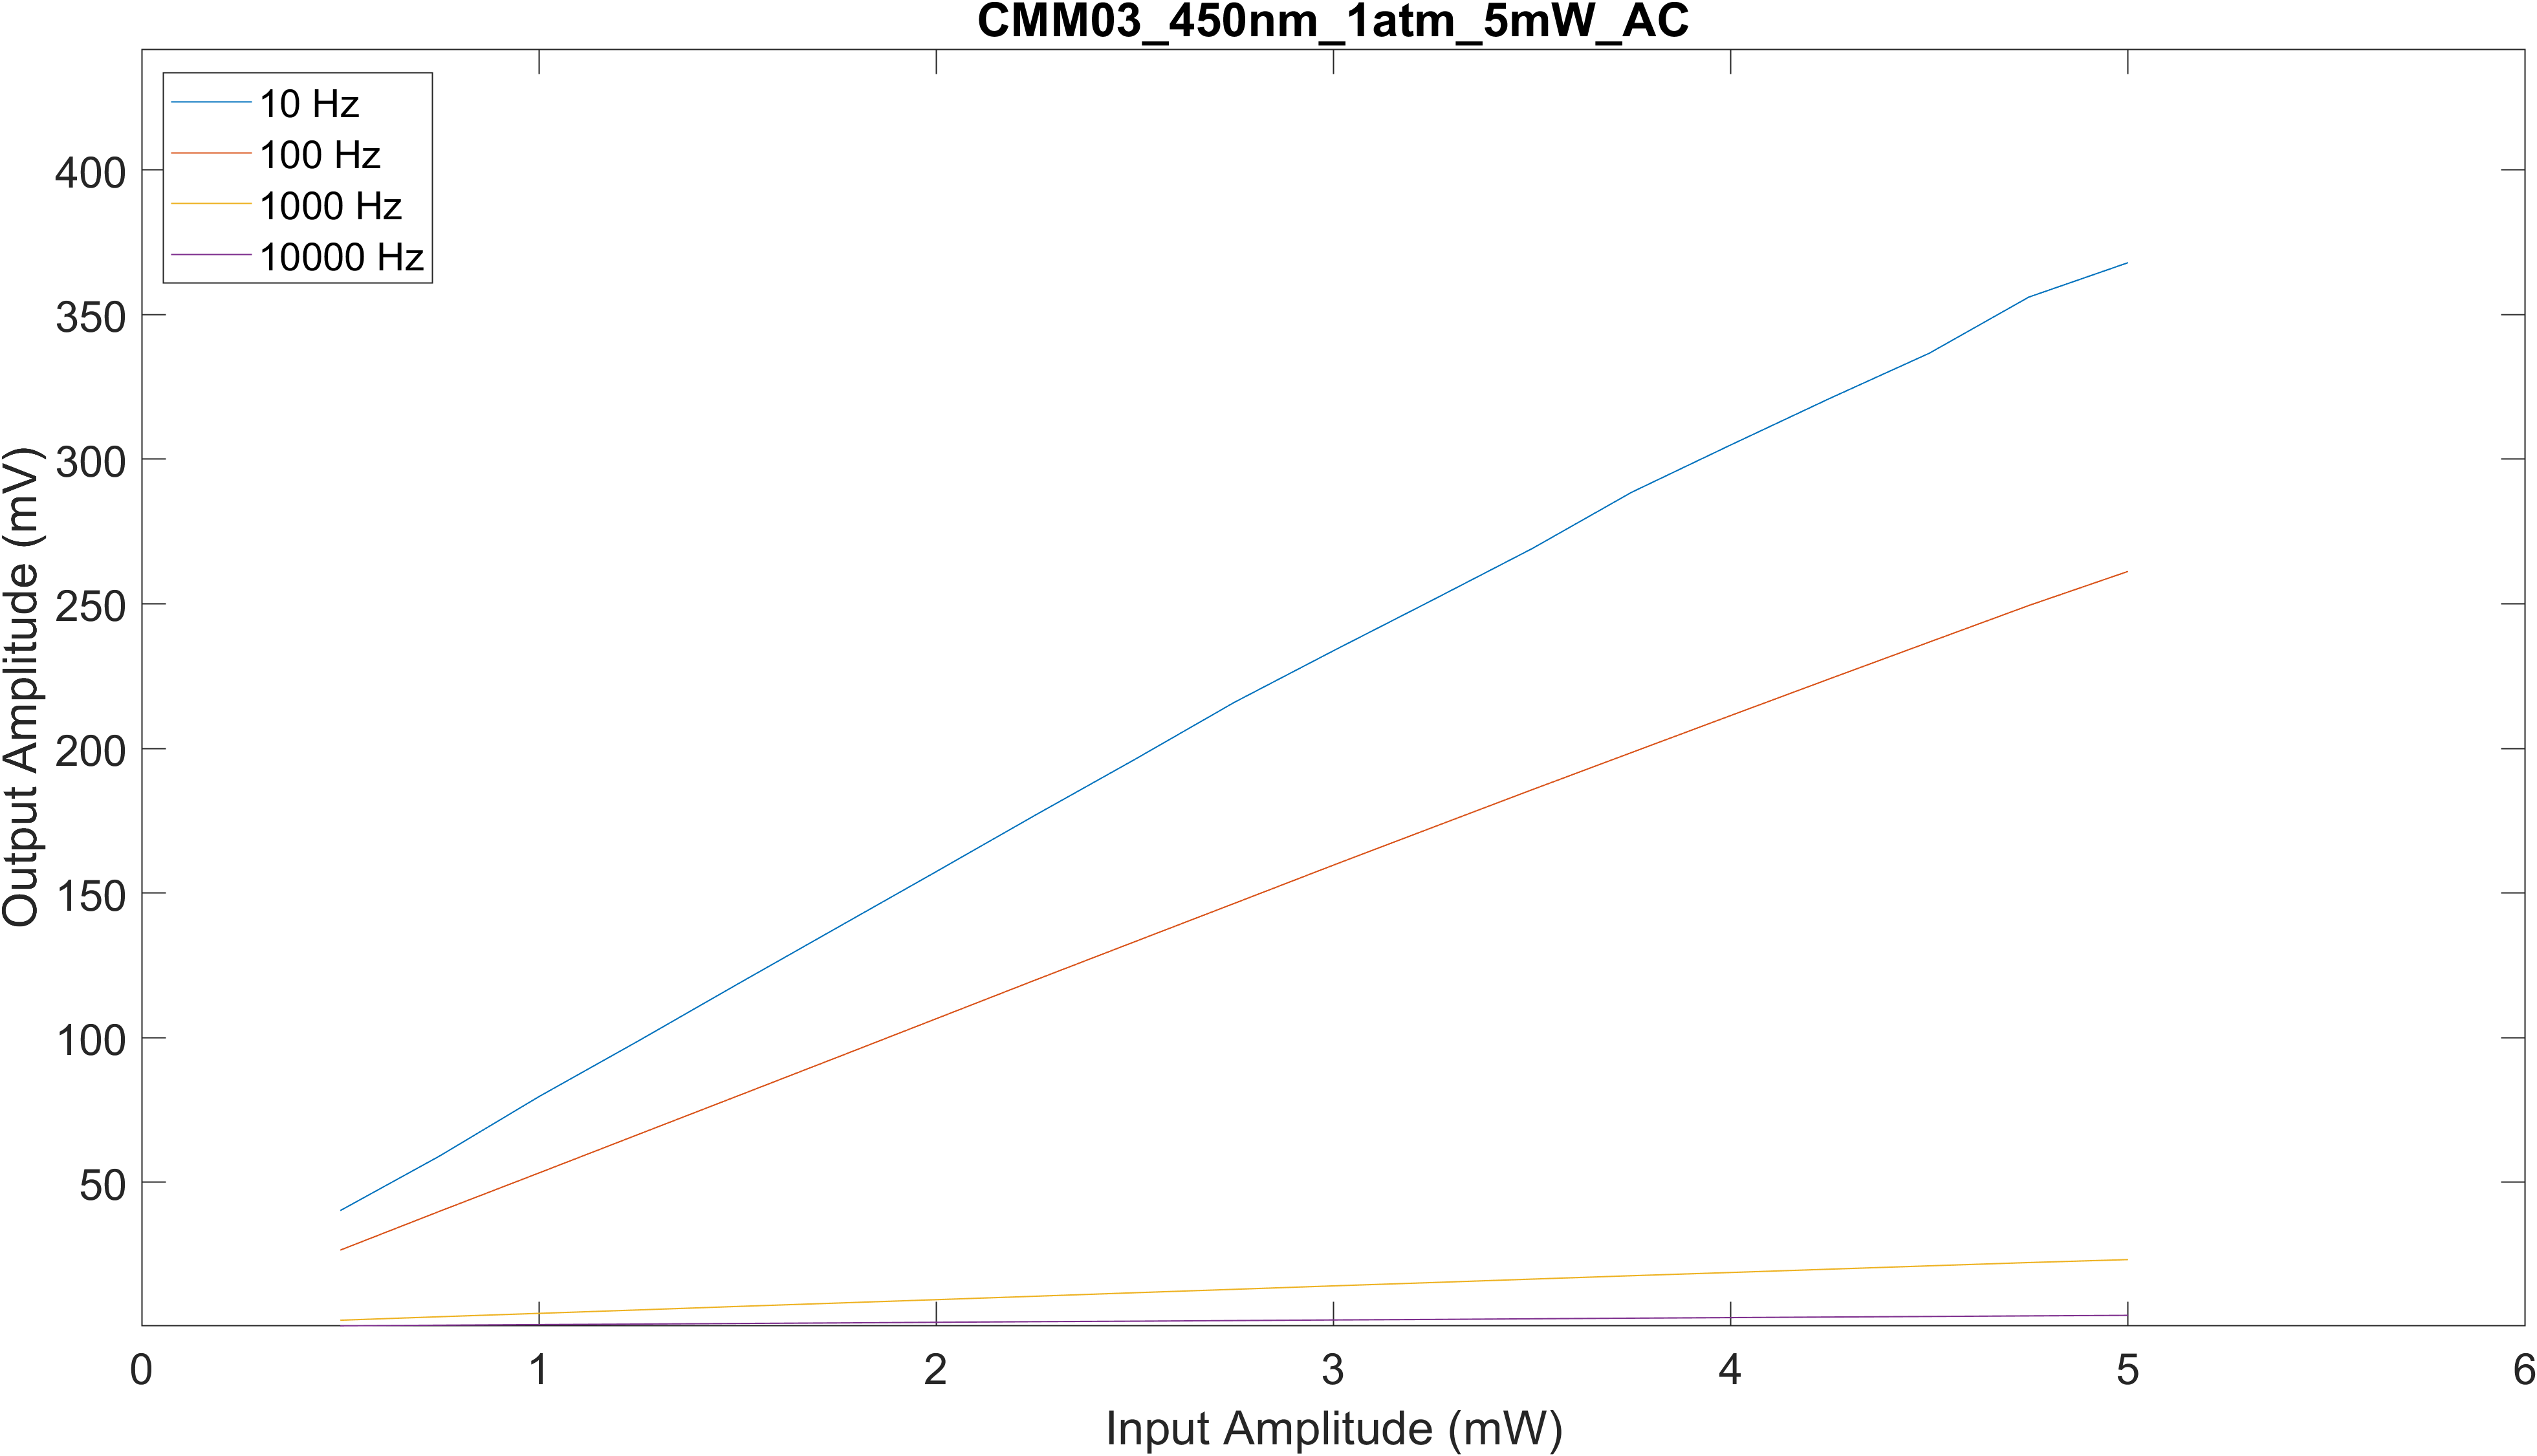 CMM03_450nm_1atm_5mW_AC
10 Hz
100 Hz
1000 Hz
10000 Hz
400
350
300
250
200
150
100
50
Output Amplitude (mV)
0 1 2 3 4 5 6
Input Amplitude (mW)